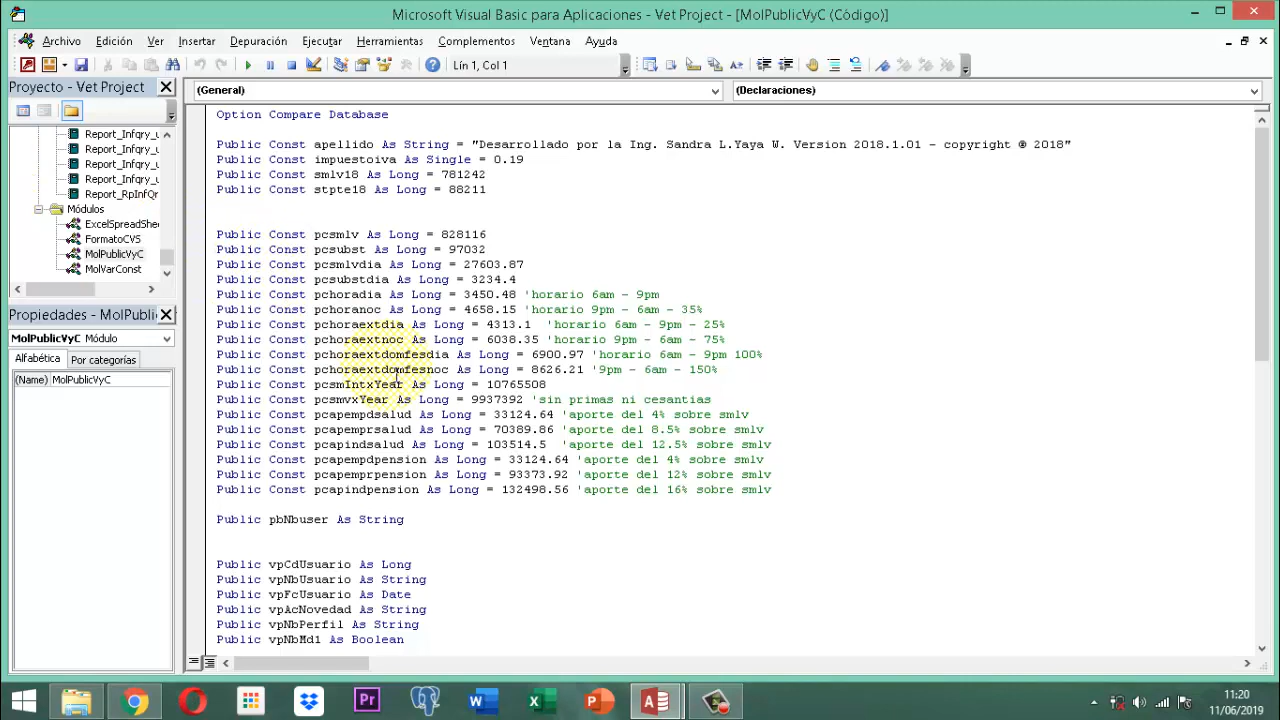 Microsoft Visual Basic para Aplicaciones - Vet Project - [MolPublicVyC (Código)]
Archivo Edición Ver Insertar Formato Depuración Ejecutar Herramientas Complementos Ventana Ayuda
Lín 1, Col 1
Proyecto - Vet Project
Report_Infqry_u
Report_Infqry_u
Report_Infqry_u
Report_Infqry_u
Report_RpInfQr
Módulos
ExcelSpreadShe
FormatoCVS
MolPublicVyC
MolVarConst
Propiedades - MolPubli
MolPublicVyC Módulo
Alfabética Por categorías
(Name) MolPublicVyC
(General) (Declaraciones)
Option Compare Database
Public Const apellido As String = "Desarrollado por la Ing. Sandra L.Yaya W. Version 2018.1.01 - copyright @ 2018"
Public Const impuestoiva As Single = 0.19
Public Const smlv18 As Long = 781242
Public Const stpte18 As Long = 88211
Public Const pcsmlv As Long = 828116
Public Const pcsubst As Long = 97032
Public Const pcsmlvdia As Long = 27603.87
Public Const pcsubstdia As Long = 3234.4
Public Const pchoradia As Long = 3450.48 'horario 6am - 9pm
Public Const pchoranoc As Long = 4658.15 'horario 9pm - 6am - 35%
Public Const pchoraextdia As Long = 4313.1 'horario 6am - 9pm - 25%
Public Const pchoraextnoc As Long = 6038.35 'horario 9pm - 6am - 75%
Public Const pchoraextdomfesdia As Long = 6900.97 'horario 6am - 9pm 100%
Public Const pchoraextdomfesnoc As Long = 8626.21 '9pm - 6am - 150%
Public Const pcsmintxYear As Long = 10765508
Public Const pcsmvxYear As Long = 9937392 'sin primas ni cesantias
Public Const pcapempdsalud As Long = 33124.64 'aporte del 4% sobre smlv
Public Const pcapemprsalud As Long = 70389.86 'aporte del 8.5% sobre smlv
Public Const pcapindsalud As Long = 103514.5 'aporte del 12.5% sobre smlv
Public Const pcapempdpension As Long = 33124.64 'aporte del 4% sobre smlv
Public Const pcapemprpension As Long = 93373.92 'aporte del 12% sobre smlv
Public Const pcapindpension As Long = 132498.56 'aporte del 16% sobre smlv
Public pbNbuser As String
Public vpCdUsuario As Long
Public vpNbUsuario As String
Public vpFcUsuario As Date
Public vpAcNovedad As String
Public vpNbPerfil As String
Public vpNbMd1 As Boolean
11:20
11/06/2019